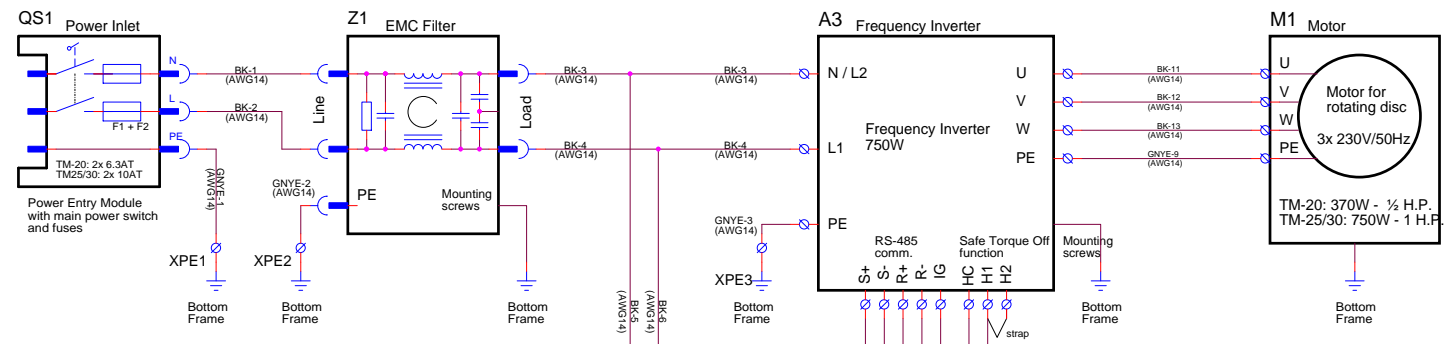 QS1
Power Inlet
N
L
PE
F1 + F2
TM-20: 2x 6.3AT
TM25/30: 2x 10AT
Power Entry Module
with main power switch
and fuses
BK-1
(AWG14)
BK-2
(AWG14)
GNYE-1
(AWG14)
XPE1
Bottom
Frame
GNYE-2
(AWG14)
XPE2
Bottom
Frame
Z1
EMC Filter
Line
Load
PE
Mounting
screws
Bottom
Frame
BK-3
(AWG14)
BK-4
(AWG14)
BK-5
(AWG14)
BK-6
(AWG14)
BK-3
(AWG14)
BK-4
(AWG14)
GNYE-3
(AWG14)
XPE3
Bottom
Frame
A3
Frequency Inverter
N / L2
L1
PE
Frequency Inverter
750W
U
V
W
PE
RS-485
comm.
Safe Torque Off
function
S+
S-
R+
R-
IG
HC
H1
H2
strap
Mounting
screws
Bottom
Frame
BK-11
(AWG14)
BK-12
(AWG14)
BK-13
(AWG14)
GNYE-9
(AWG14)
M1
Motor
U
V
W
PE
Motor for
rotating disc
3x 230V/50Hz
TM-20: 370W - ½ H.P.
TM-25/30: 750W - 1 H.P.
Bottom
Frame